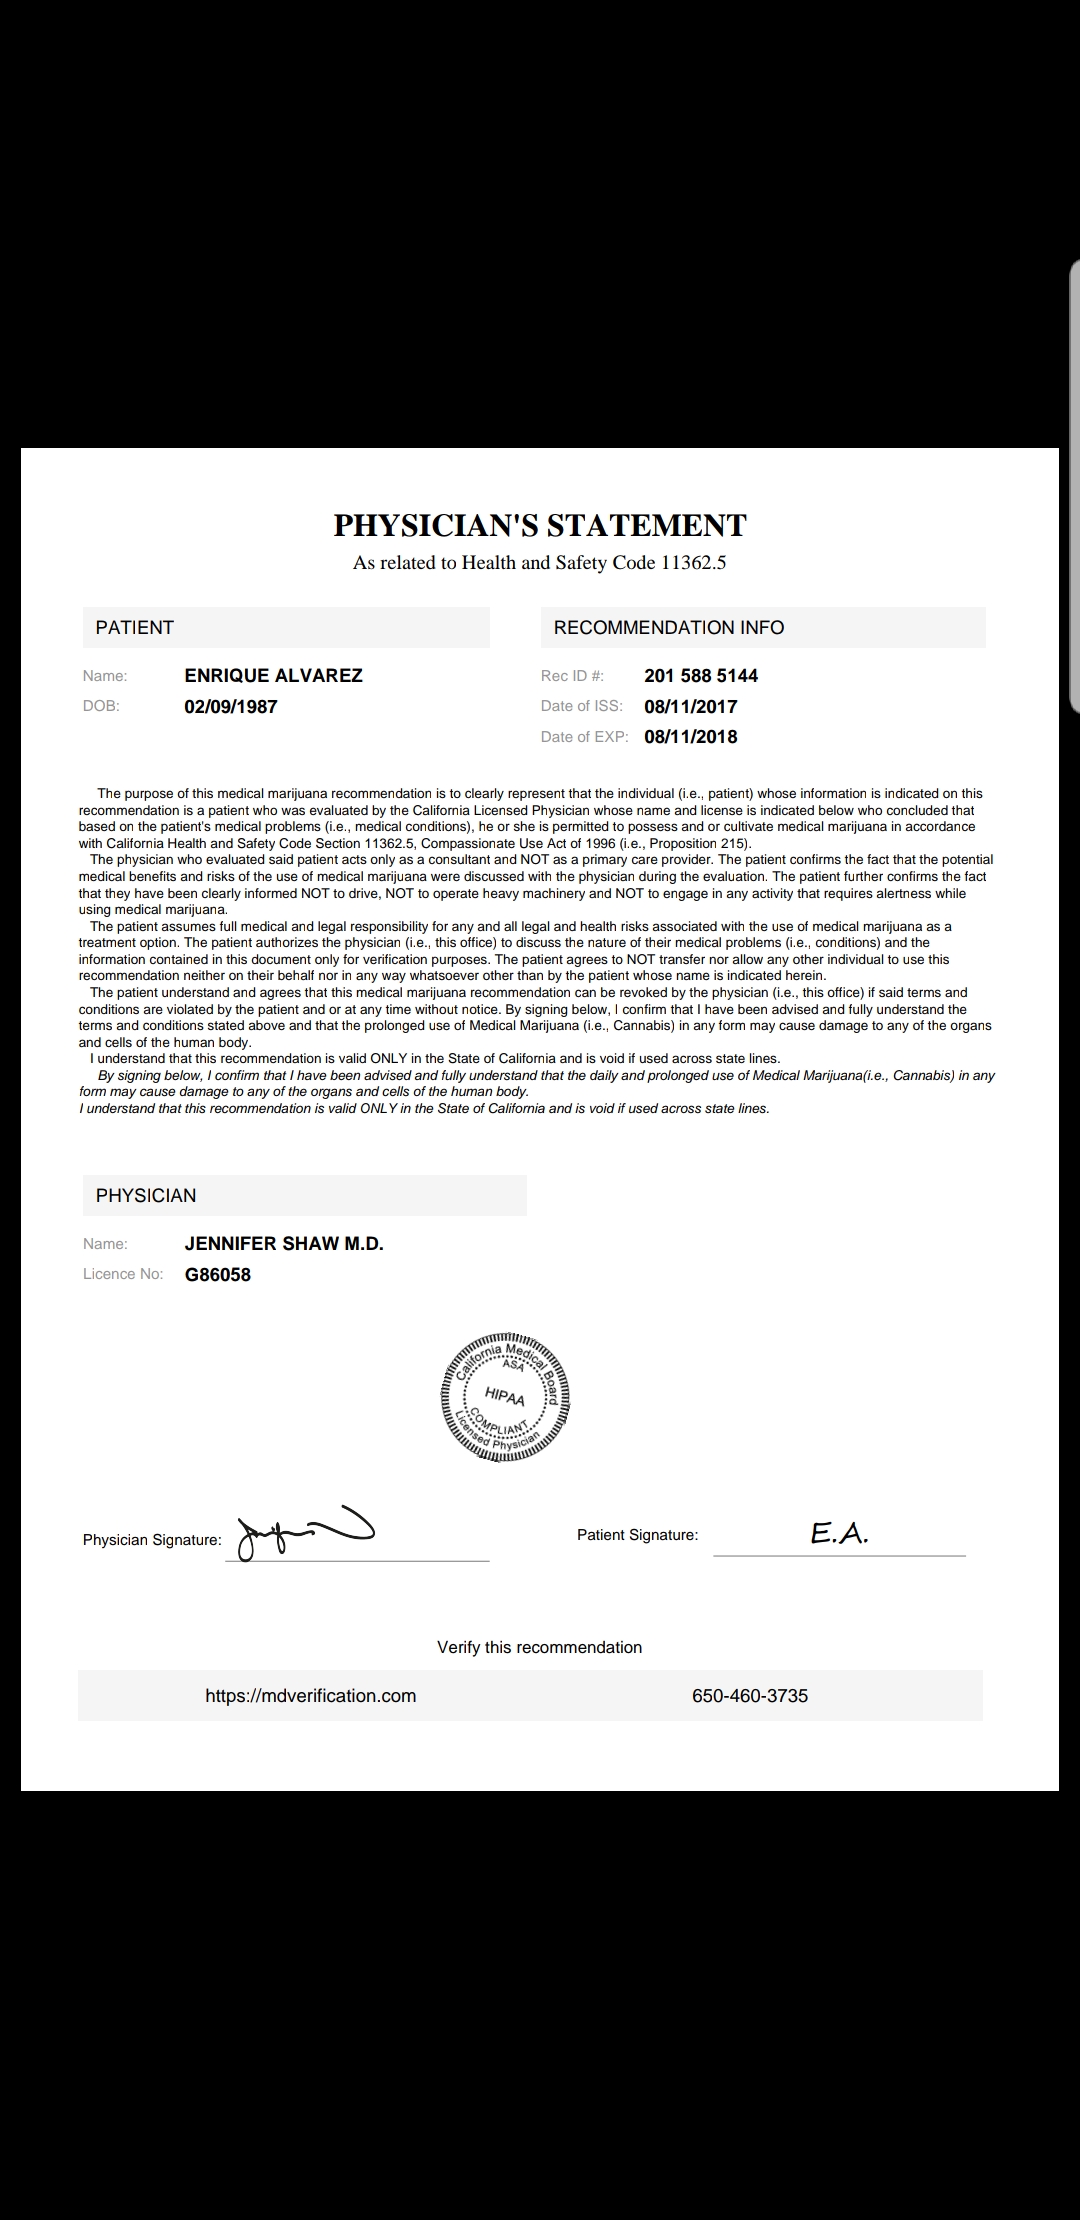 PHYSICIAN'S STATEMENT
As related to Health and Safety Code 11362.5
PATIENT
Name: ENRIQUE ALVAREZ
DOB: 02/09/1987
RECOMMENDATION INFO
Rec ID #: 201 588 5144
Date of ISS: 08/11/2017
Date of EXP: 08/11/2018
The purpose of this medical marijuana recommendation is to clearly represent that the individual (i.e., patient) whose information is indicated on this
recommendation is a patient who was evaluated by the California Licensed Physician whose name and license is indicated below who concluded that
based on the patient's medical problems (i.e., medical conditions), he or she is permitted to possess and or cultivate medical marijuana in accordance
with California Health and Safety Code Section 11362.5, Compassionate Use Act of 1996 (i.e., Proposition 215).
The physician who evaluated said patient acts only as a consultant and NOT as a primary care provider. The patient confirms the fact that the potential
medical benefits and risks of the use of medical marijuana were discussed with the physician during the evaluation. The patient further confirms the fact
that they have been clearly informed NOT to drive, NOT to operate heavy machinery and NOT to engage in any activity that requires alertness while
using medical marijuana.
The patient assumes full medical and legal responsibility for any and all legal and health risks associated with the use of medical marijuana as a
treatment option. The patient authorizes the physician (i.e., this office) to discuss the nature of their medical problems (i.e., conditions) and the
information contained in this document only for verification purposes. The patient agrees to NOT transfer nor allow any other individual to use this
recommendation neither on their behalf nor in any way whatsoever other than by the patient whose name is indicated herein.
The patient understand and agrees that this medical marijuana recommendation can be revoked by the physician (i.e., this office) if said terms and
conditions are violated by the patient and or at any time without notice. By signing below, I confirm that I have been advised and fully understand the
terms and conditions stated above and that the prolonged use of Medical Marijuana (i.e., Cannabis) in any form may cause damage to any of the organs
and cells of the human body.
I understand that this recommendation is valid ONLY in the State of California and is void if used across state lines.
By signing below, I confirm that I have been advised and fully understand that the daily and prolonged use of Medical Marijuana(i.e., Cannabis) in any
form may cause damage to any of the organs and cells of the human body.
I understand that this recommendation is valid ONLY in the State of California and is void if used across state lines.
PHYSICIAN
Name: JENNIFER SHAW M.D.
Licence No: G86058
California Medical Board
ASA
HIPAA
COMPLIANT
Licensed Physician
Physician Signature:
Patient Signature: E.A.
Verify this recommendation
https://mdverification.com 650-460-3735